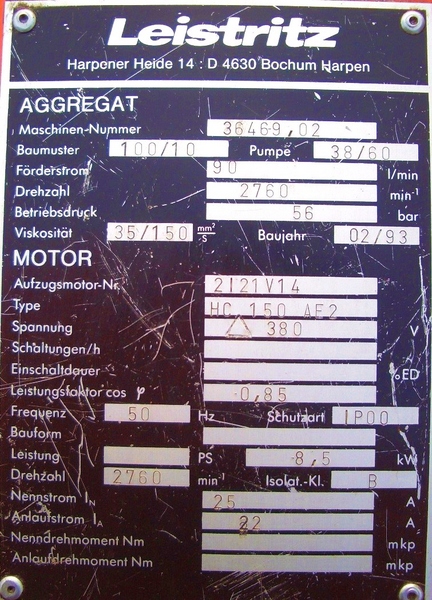 Leistritz
Harpener Heide 14 : D 4630 Bochum Harpen
AGGREGAT
Maschinen-Nummer 36469,02
Baumuster 100/10 Pumpe 38/60
Förderstrom 90 l/min
Drehzahl 2760 min⁻¹
Betriebsdruck 56 bar
Viskosität 35/150 mm²/s Baujahr 02/93
MOTOR
Aufzugsmotor-Nr. 2121V14
Type HC 150 AE2
Spannung △ 380 V
Schaltungen/h
Einschaltdauer %ED
Leistungsfaktor cos φ 0,85
Frequenz 50 Hz Schutzart IP00
Bauform
Leistung PS 8,5 kW
Drehzahl 2760 min⁻¹ Isolat.-Kl. B
Nennstrom I_N 25 A
Anlaufstrom I_A A
Nenndrehmoment Nm mkp
Anlaufdrehmoment Nm mkp